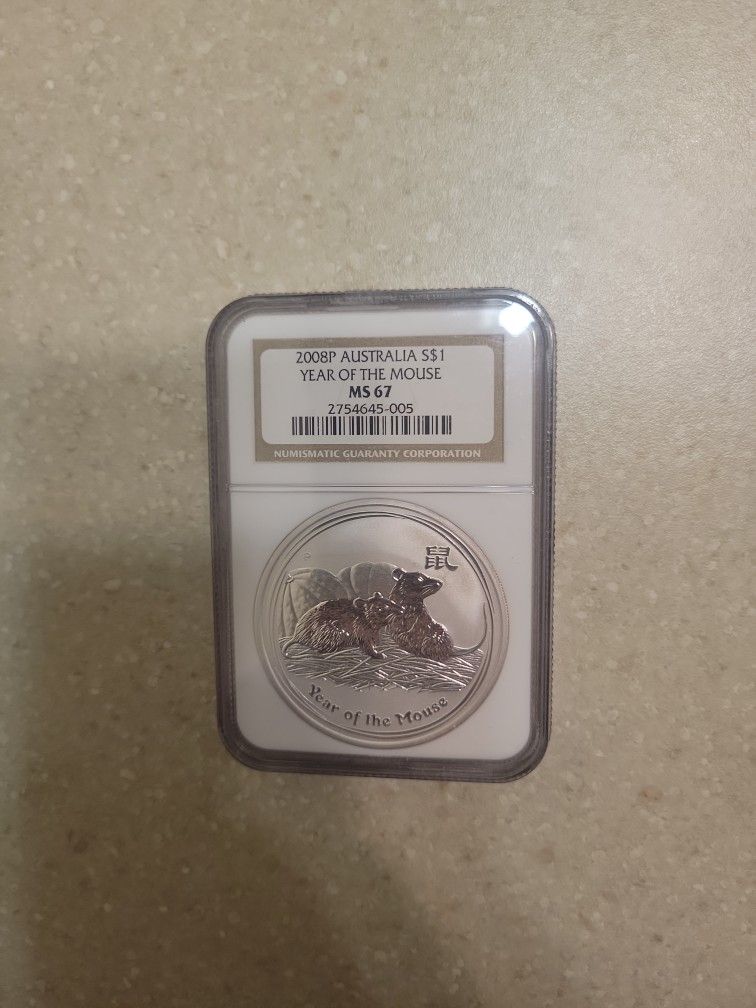 2008P AUSTRALIA S$1
YEAR OF THE MOUSE
MS 67
2754645-005
NUMISMATIC GUARANTY CORPORATION
鼠
Year of the Mouse